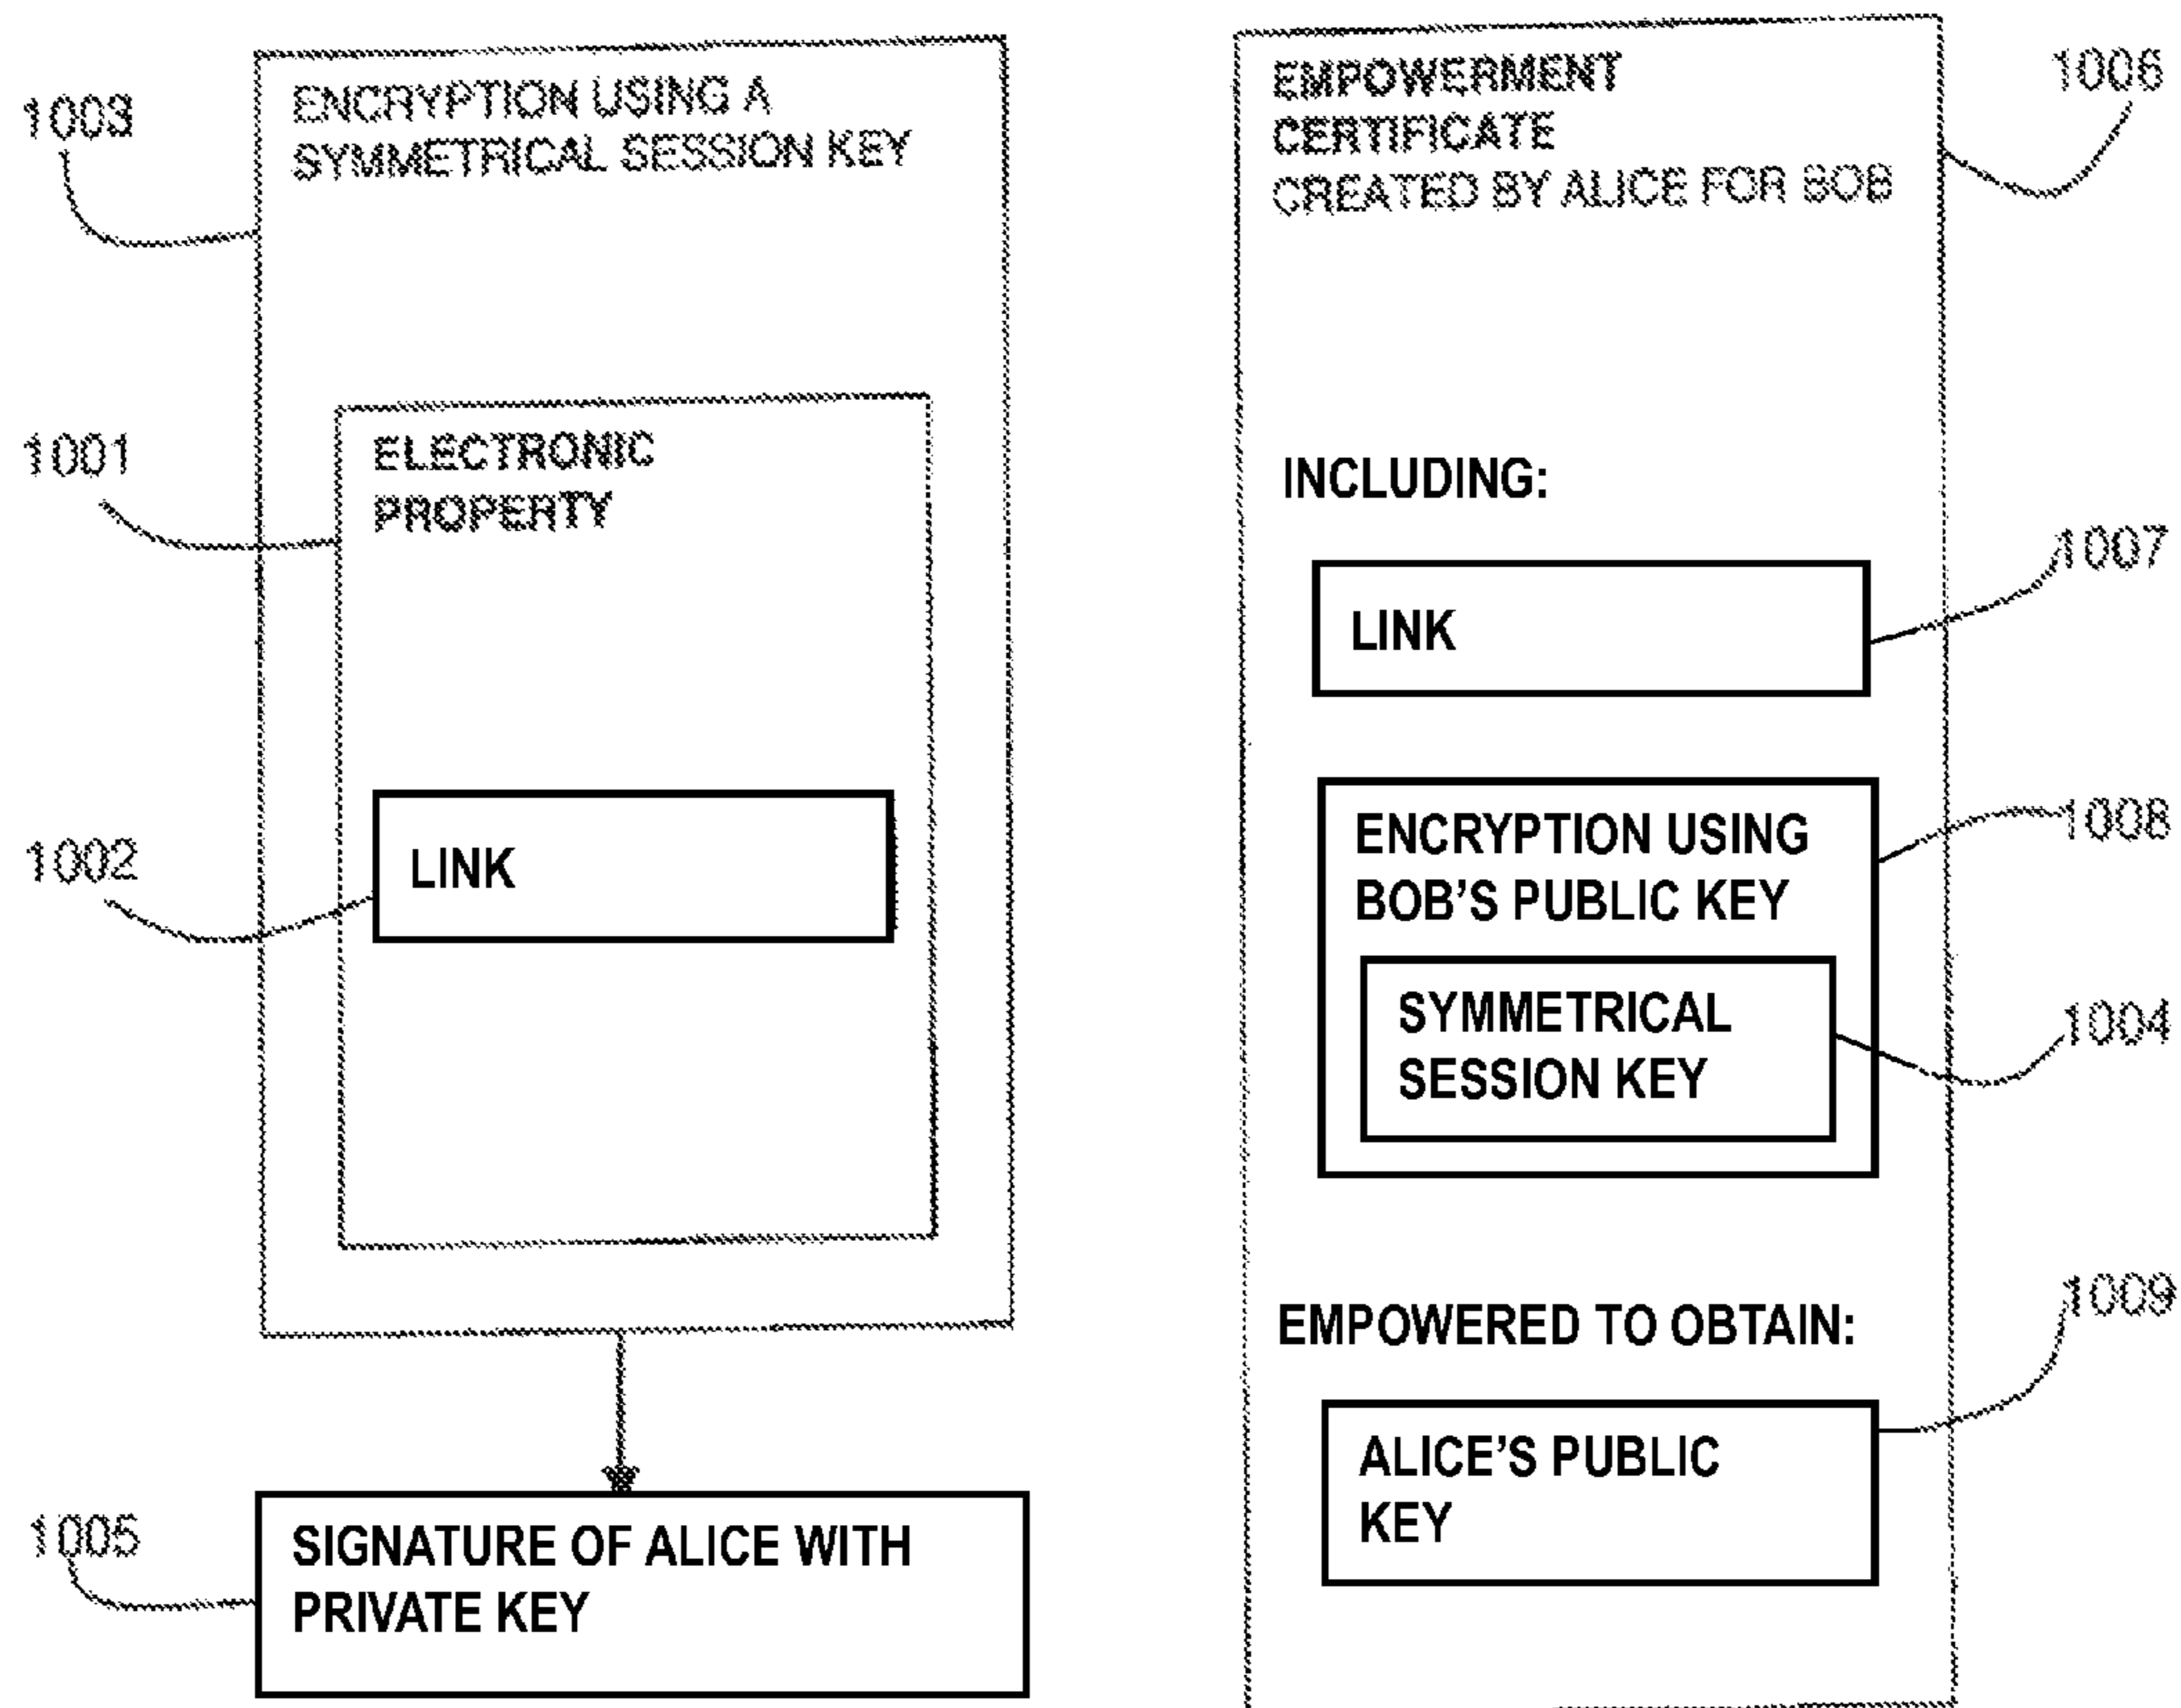 1003
ENCRYPTION USING A
SYMMETRICAL SESSION KEY
1001
ELECTRONIC
PROPERTY
1002
LINK
1005
SIGNATURE OF ALICE WITH
PRIVATE KEY
EMPOWERMENT
CERTIFICATE
CREATED BY ALICE FOR BOB
1006
INCLUDING:
LINK
1007
ENCRYPTION USING
BOB'S PUBLIC KEY
1008
SYMMETRICAL
SESSION KEY
1004
EMPOWERED TO OBTAIN:
1009
ALICE'S PUBLIC
KEY